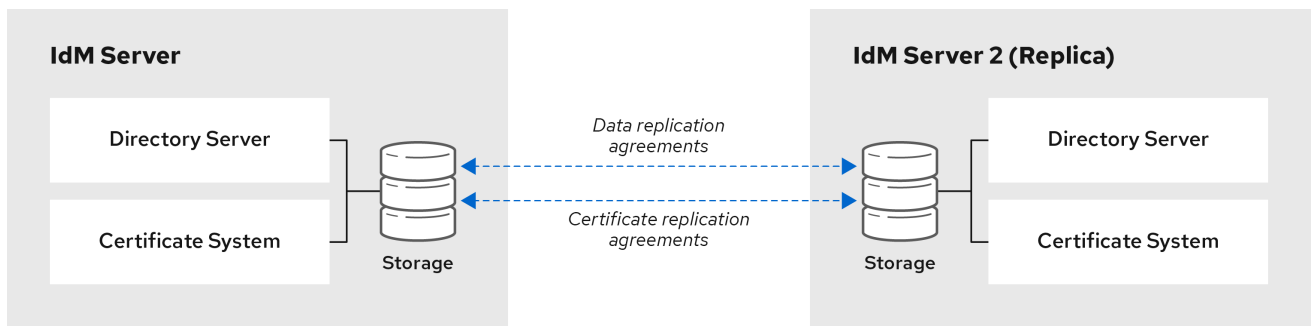 IdM Server
Directory Server
Certificate System
Storage
Data replication
agreements
Certificate replication
agreements
IdM Server 2 (Replica)
Storage
Directory Server
Certificate System